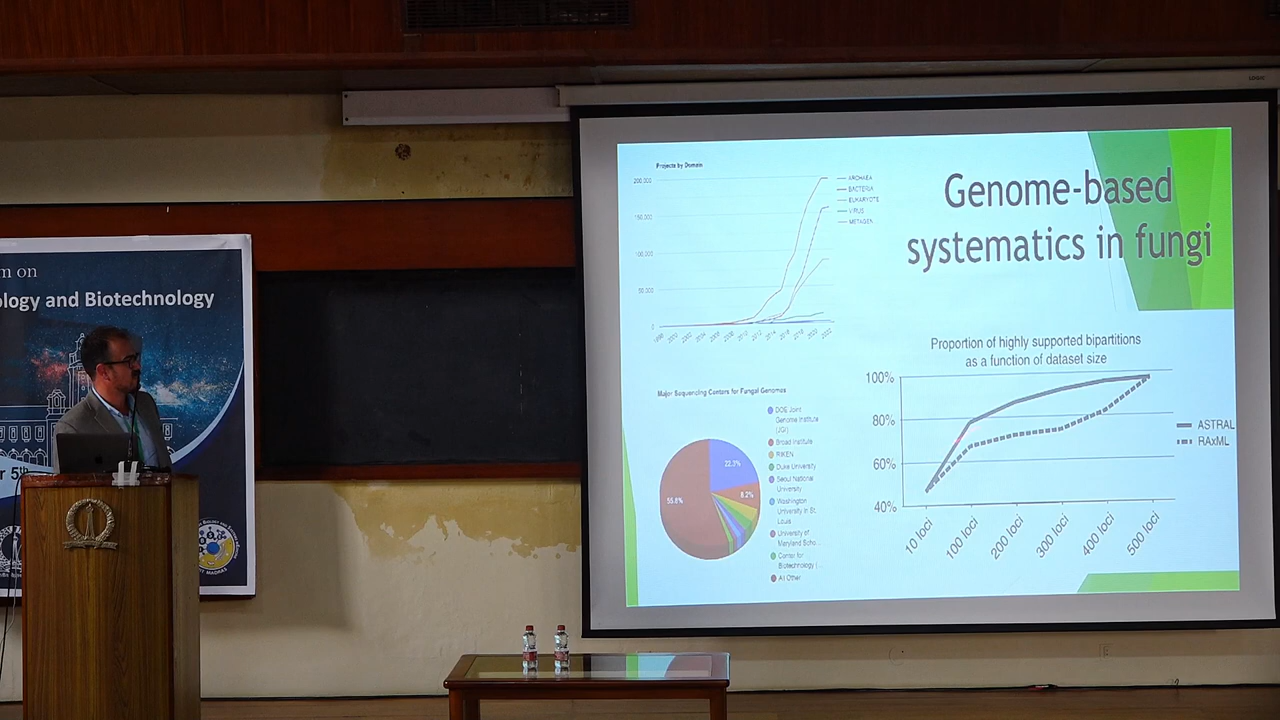 m on
ology and Biotechnology
r 5th
Genome-based
systematics in fungi
Projects by Domain
200,000
150,000
100,000
50,000
0
ARCHAEA
BACTERIA
EUKARYOTE
VIRUS
METAGEN...
Major Sequencing Centers for Fungal Genomes
55.8%
22.3%
8.2%
DOE Joint
Genome Institute
(JGI)
Broad Institute
RIKEN
Duke University
Seoul National
University
Washington
University in St.
Louis
University of
Maryland Scho...
Center for
Biotechnology (...
All Other
Proportion of highly supported bipartitions
as a function of dataset size
100%
80%
60%
40%
10 loci
100 loci
200 loci
300 loci
400 loci
500 loci
ASTRAL
RAxML